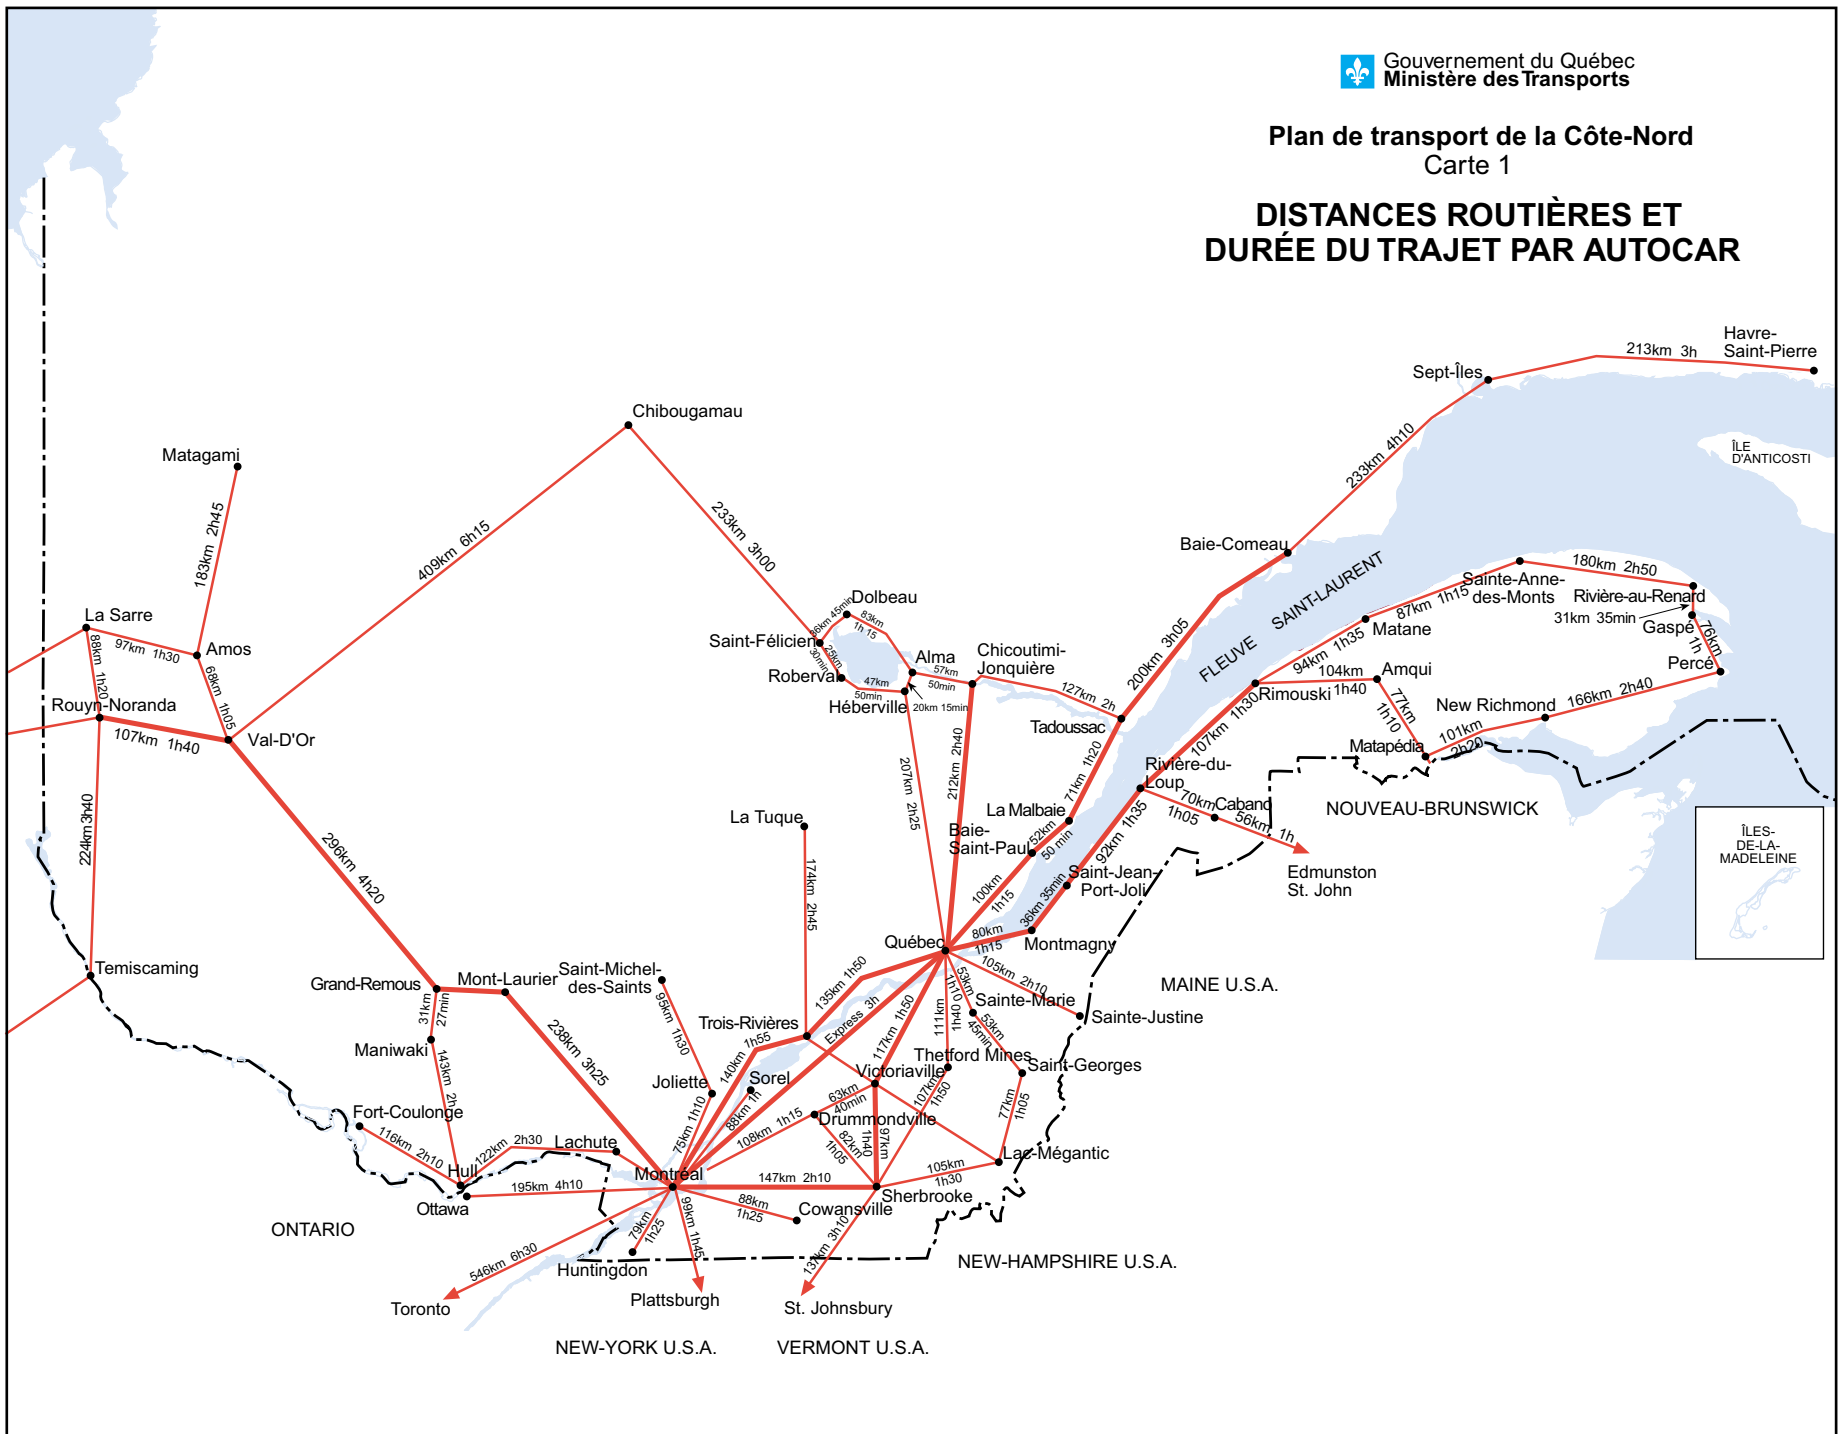 Gouvernement du Québec
Ministère des Transports
Plan de transport de la Côte-Nord
Carte 1
DISTANCES ROUTIÈRES ET
DURÉE DU TRAJET PAR AUTOCAR
Havre-
Saint-Pierre
213km 3h
Sept-Îles
Chibougamau
ÎLE
D'ANTICOSTI
Matagami
233km 4h10
183km 2h45
409km 6h15
233km 3h00
Baie-Comeau
FLEUVE SAINT-LAURENT
Sainte-Anne-
des-Monts
180km 2h50
Rivière-au-Renard
31km 35min
Gaspé
76km
1h
Percé
87km 1h15
Matane
94km 1h35
La Sarre
97km 1h30
88km 1h20
Amos
68km
1h05
Rouyn-Noranda
107km 1h40
Val-D'Or
Dolbeau
36km 45min
83km
1h 15
Saint-Félicien
25km
30min
Roberval
47km
50min
Alma
57km
50min
Héberville
20km 15min
Chicoutimi-
Jonquière
127km 2h
200km 3h05
Tadoussac
104km
1h40
Rimouski
Amqui
77km
1h10
Matapédia
New Richmond
101km
2h20
166km 2h40
107km 1h30
Rivière-du-
Loup
70km
1h05
Cabano
56km 1h
Edmunston
St. John
NOUVEAU-BRUNSWICK
ÎLES-
DE-LA-
MADELEINE
224km 3h40
296km 4h20
207km 2h25
212km 2h40
71km 1h20
La Malbaie
52km
50 min
Baie-
Saint-Paul
100km
1h15
92km 1h35
Saint-Jean-
Port-Joli
36km 35min
Montmagny
80km
1h15
Québec
La Tuque
174km 2h45
Temiscaming
Grand-Remous
Mont-Laurier
31km
27min
Maniwaki
143km 2h
238km 3h25
Saint-Michel-
des-Saints
95km 1h30
Joliette
75km 1h10
Trois-Rivières
135km 1h50
140km 1h55
Express 3h
Sorel
88km 1h
117km 1h50
111km
1h40
53km
1h10
105km 2h10
Sainte-Marie
Sainte-Justine
53km
45min
MAINE U.S.A.
Thetford Mines
Saint-Georges
107km
1h50
77km
1h05
Victoriaville
63km
40min
108km 1h15
Drummondville
82km
1h05
97km
1h40
Fort-Coulonge
116km 2h10
Hull
122km 2h30
Lachute
Montréal
147km 2h10
105km
1h30
Lac-Mégantic
Sherbrooke
Ottawa
195km 4h10
ONTARIO
88km
1h25
Cowansville
79km
1h25
Huntingdon
99km 1h45
137km 3h10
546km 6h30
Toronto
Plattsburgh
St. Johnsbury
NEW-HAMPSHIRE U.S.A.
NEW-YORK U.S.A.
VERMONT U.S.A.